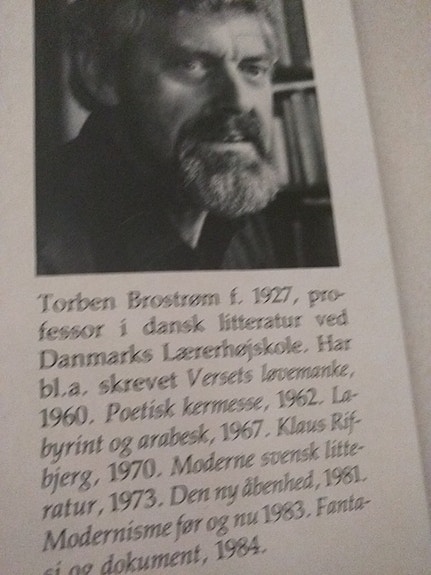 Torben Brostrøm f. 1927, pro-
fessor i dansk litteratur ved
Danmarks Lærerhøjskole. Har
bl.a. skrevet Versets løvemanke,
1960. Poetisk kermesse, 1962. La-
byrint og arabesk, 1967. Klaus Rif-
bjerg, 1970. Moderne svensk litte-
ratur, 1973. Den ny åbenhed, 1981.
Modernisme før og nu 1983. Fanta-
si og dokument, 1984.